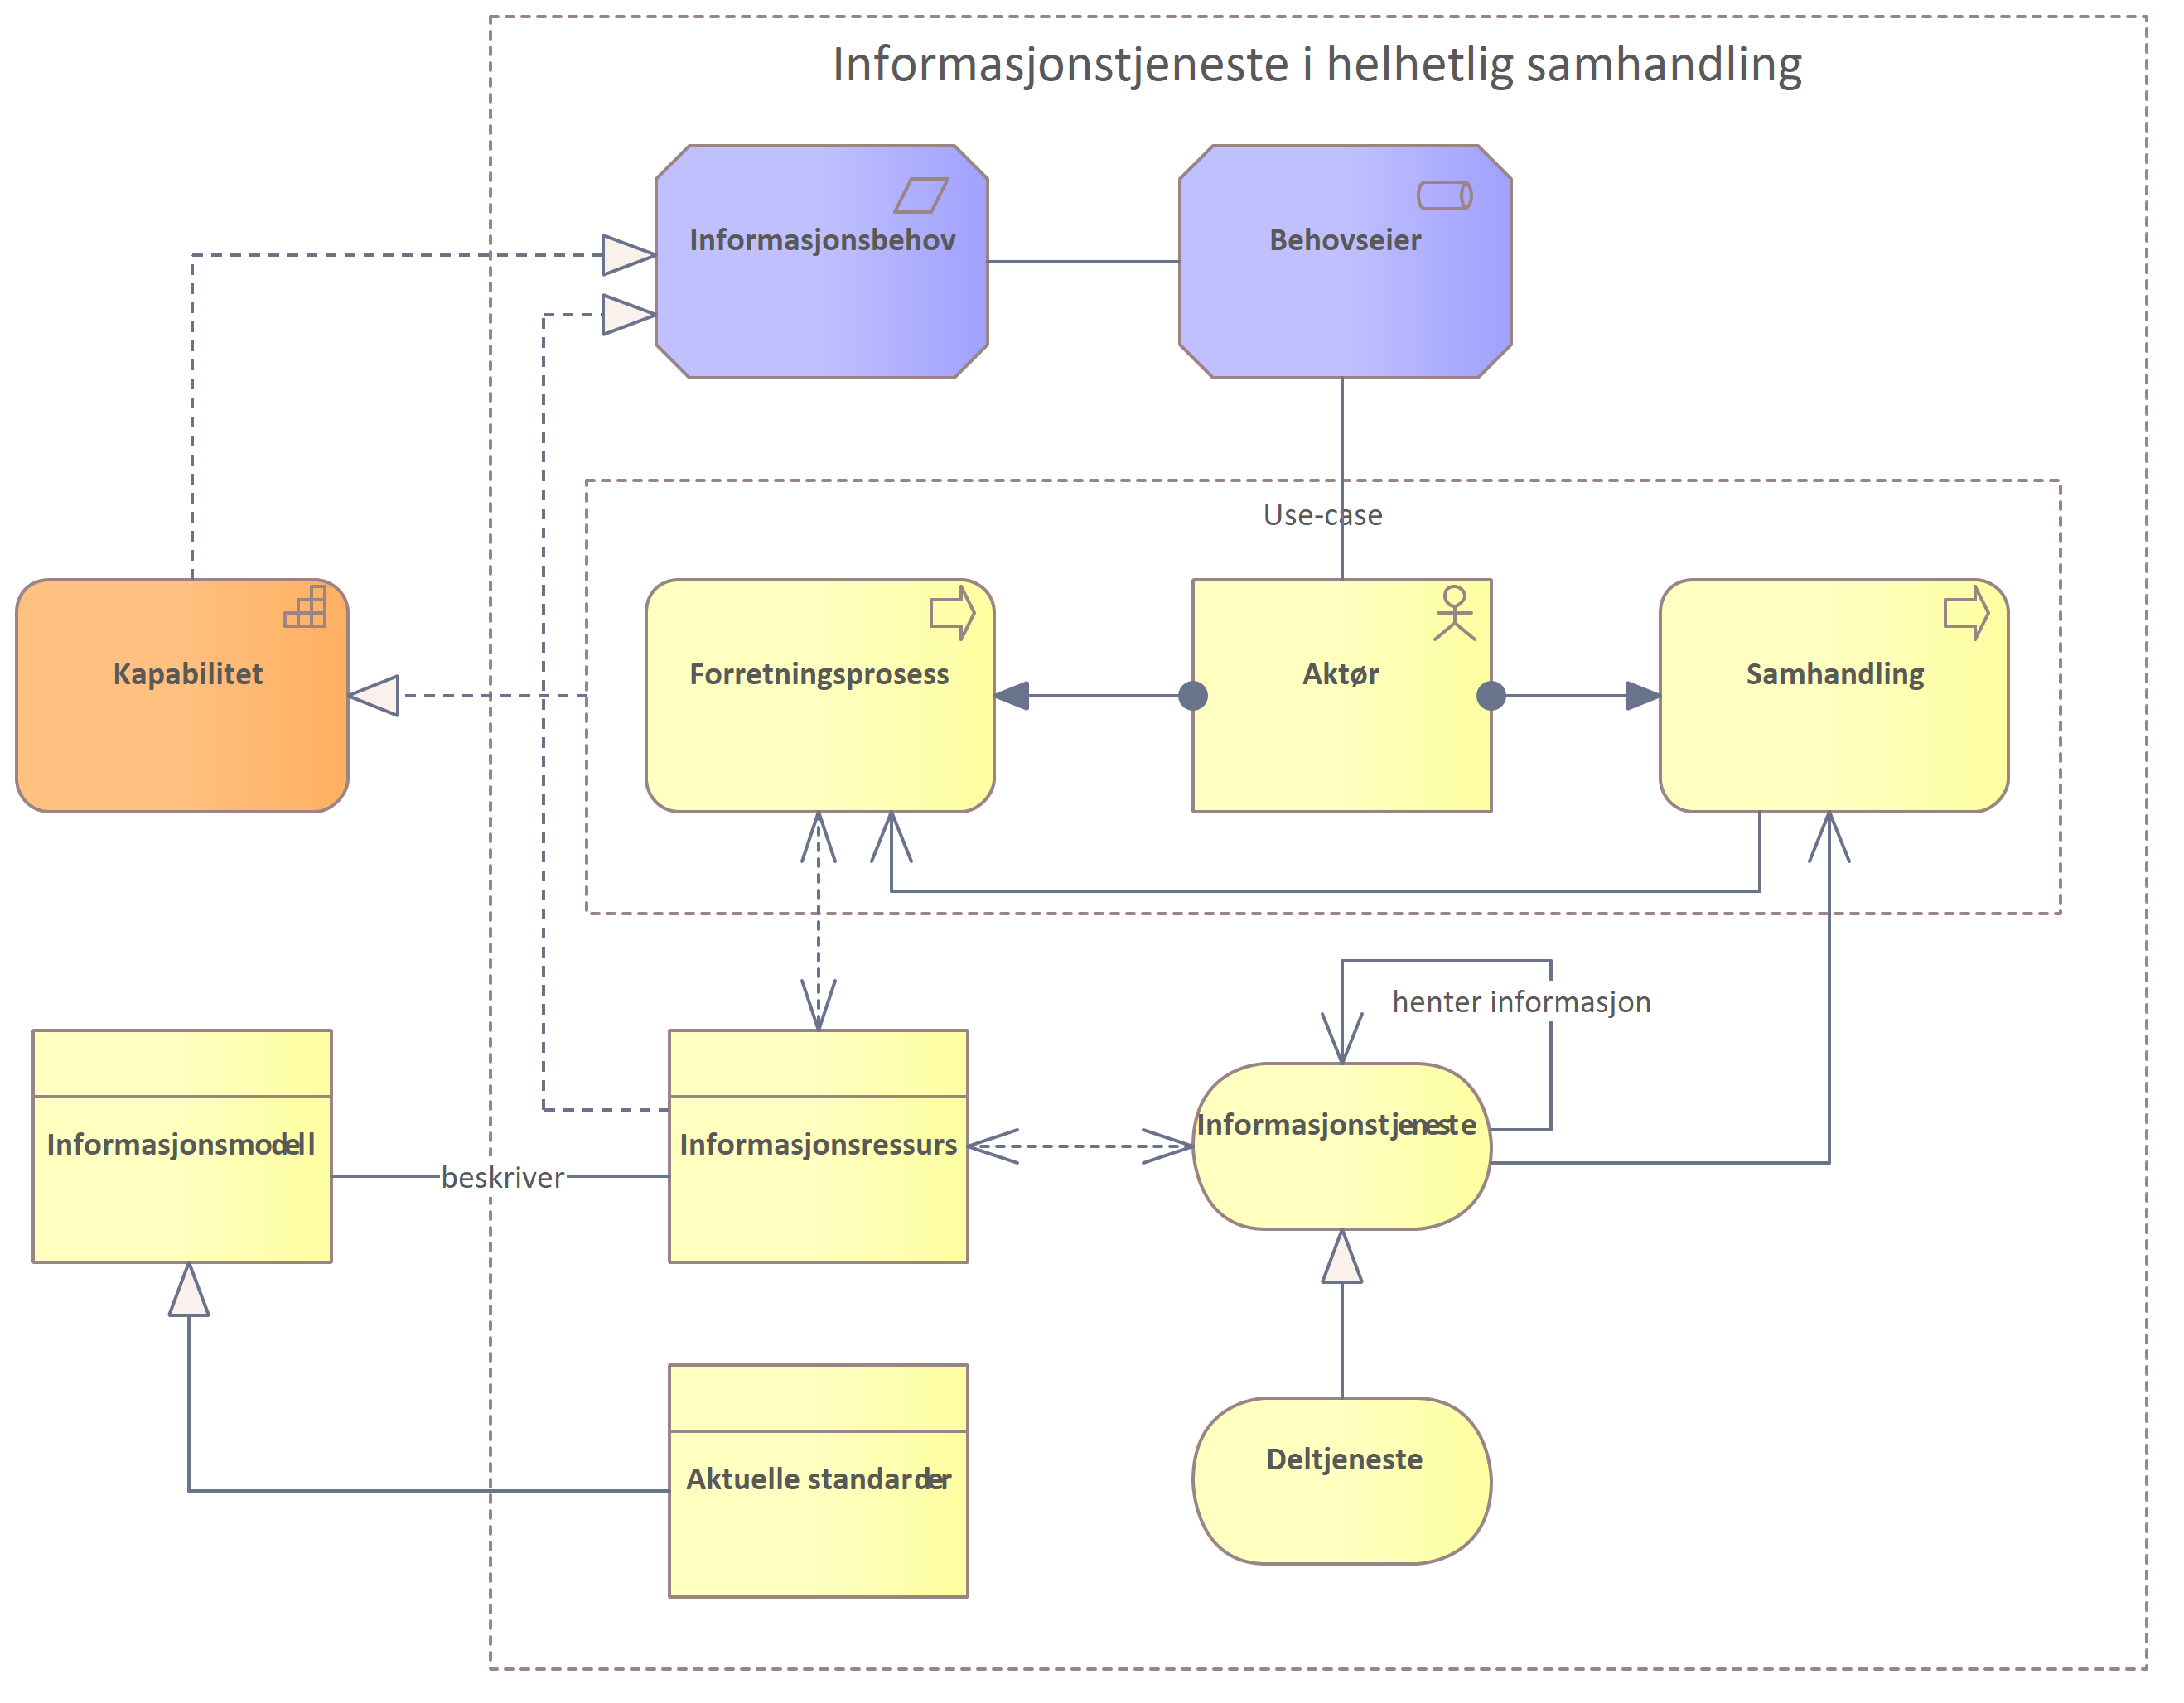 Informasjonstjeneste i helhetlig samhandling
Informasjonsbehov
Behovseier
Use-case
Kapabilitet
Forretningsprosess
Aktør
Samhandling
henter informasjon
Informasjonsmodell
beskriver
Informasjonsressurs
Informasjonstjeneste
Aktuelle standarder
Deltjeneste